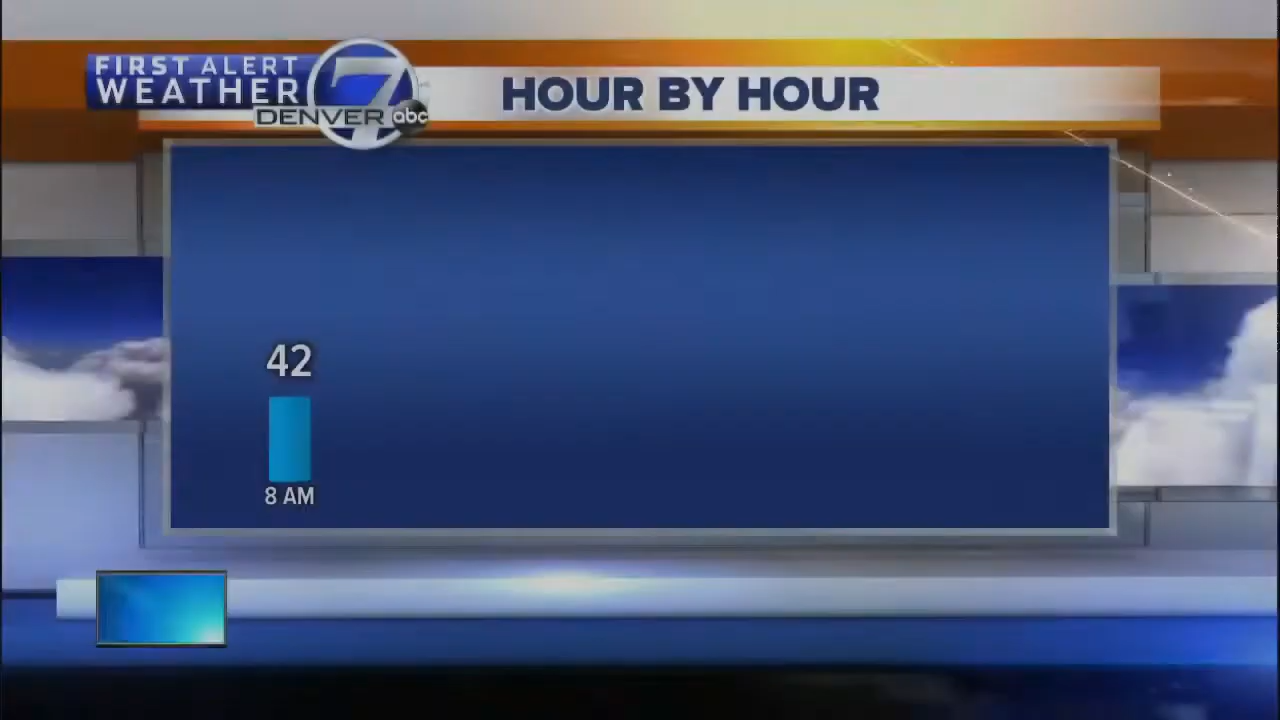 FIRST ALERT
WEATHER
7
DENVER
abc
HOUR BY HOUR
42
8 AM